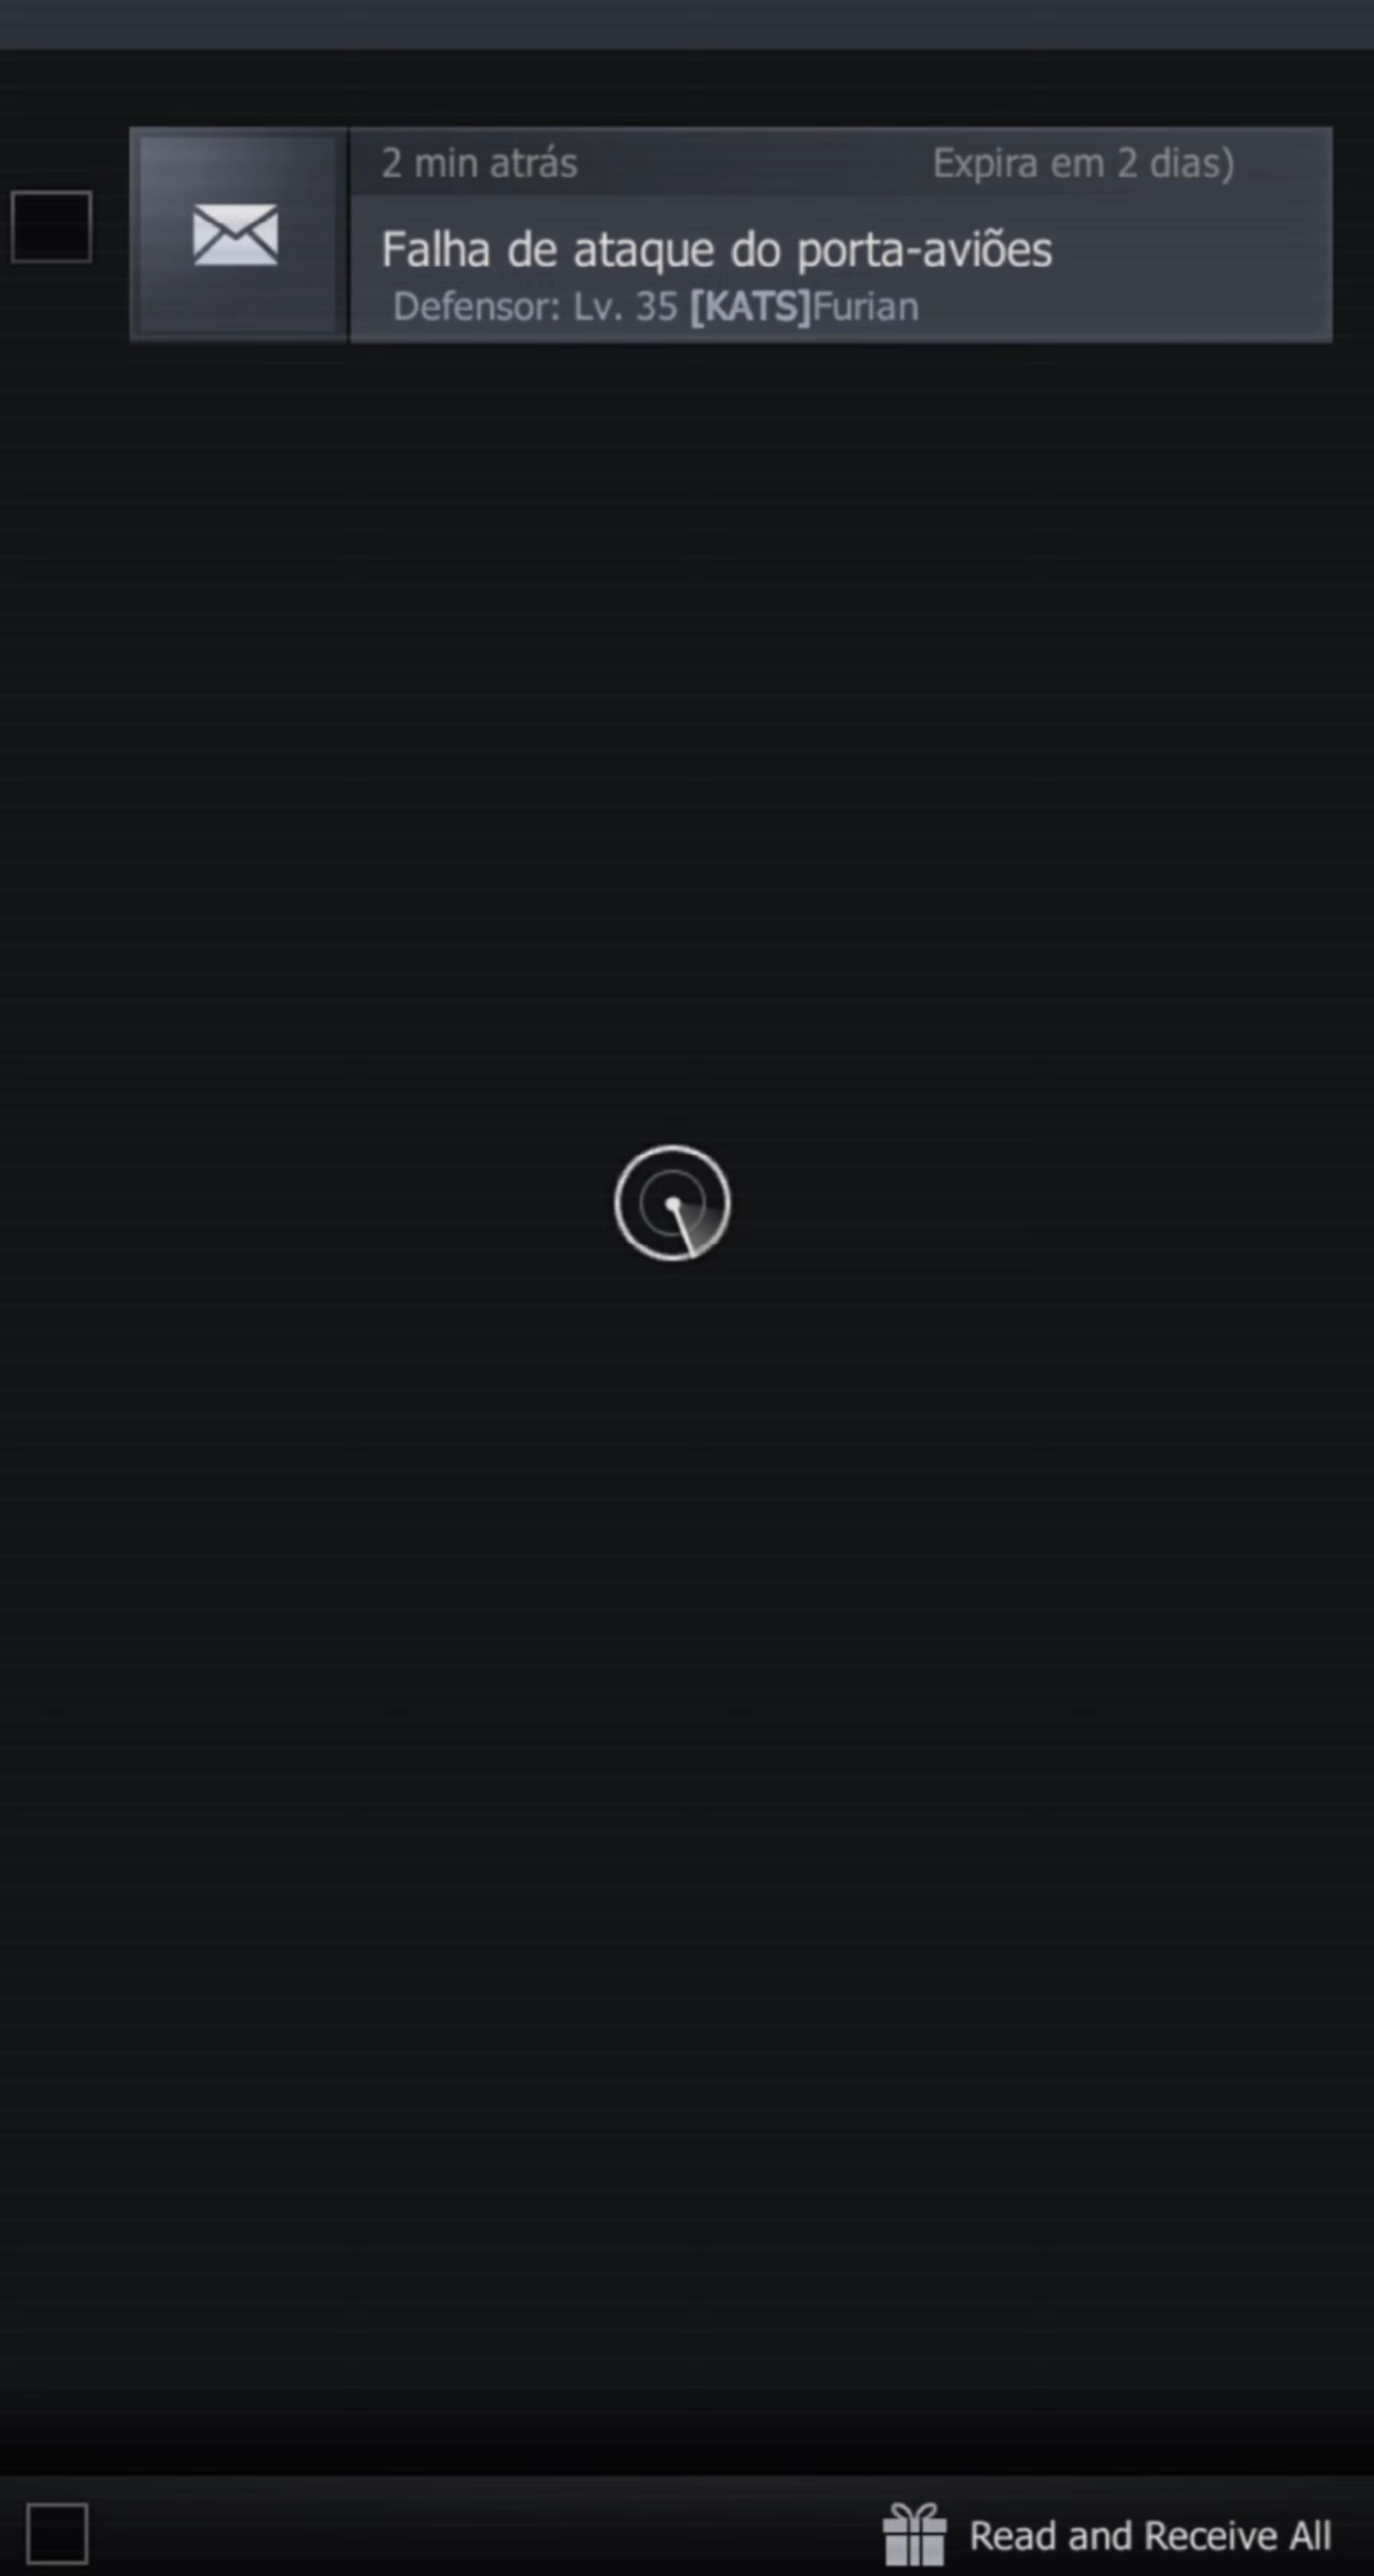 2 min atrás
Expira em 2 dias)
Falha de ataque do porta-aviões
Defensor: Lv. 35 [KATS]Furian
Read and Receive All